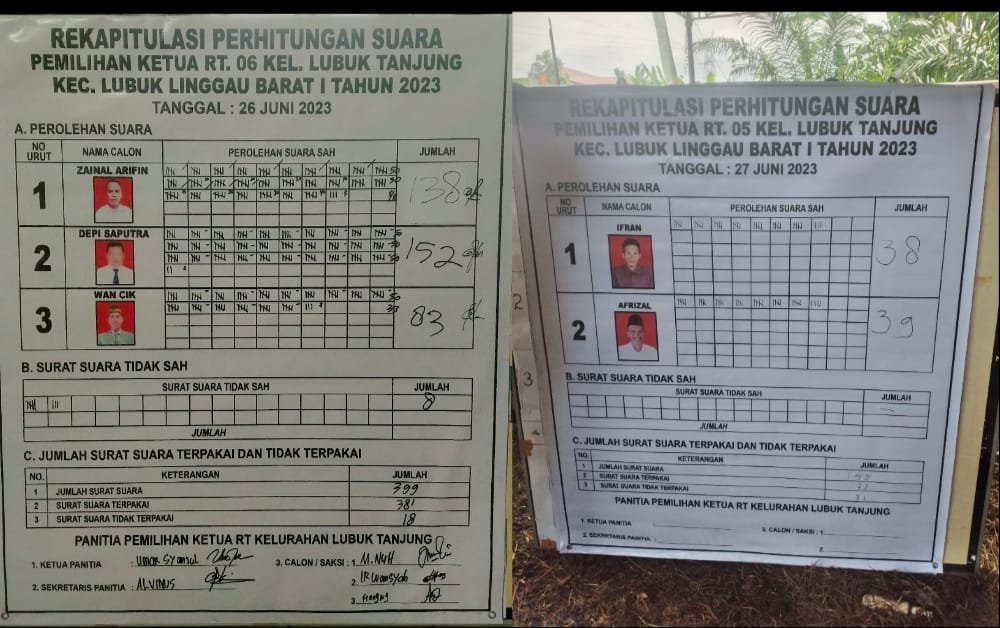 REKAPITULASI PERHITUNGAN SUARA
PEMILIHAN KETUA RT. 06 KEL. LUBUK TANJUNG
KEC. LUBUK LINGGAU BARAT I TAHUN 2023
TANGGAL : 26 JUNI 2023
A. PEROLEHAN SUARA
NO URUT NAMA CALON PEROLEHAN SUARA SAH JUMLAH
1 ZAINAL ARIFIN 138
2 DEPI SAPUTRA 152
3 WAN CIK 83
B. SURAT SUARA TIDAK SAH
SURAT SUARA TIDAK SAH JUMLAH
8
JUMLAH
C. JUMLAH SURAT SUARA TERPAKAI DAN TIDAK TERPAKAI
NO. KETERANGAN JUMLAH
1 JUMLAH SURAT SUARA 399
2 SURAT SUARA TERPAKAI 381
3 SURAT SUARA TIDAK TERPAKAI 18
PANITIA PEMILIHAN KETUA RT KELURAHAN LUBUK TANJUNG
1. KETUA PANITIA : Umar Syamsul 3. CALON / SAKSI : 1. M. NUH
2. IRWansyah
2. SEKRETARIS PANITIA : ALVINUS
3
REKAPITULASI PERHITUNGAN SUARA
PEMILIHAN KETUA RT. 05 KEL. LUBUK TANJUNG
KEC. LUBUK LINGGAU BARAT I TAHUN 2023
TANGGAL : 27 JUNI 2023
A. PEROLEHAN SUARA
NO URUT NAMA CALON PEROLEHAN SUARA SAH JUMLAH
1 IFRAN 38
2 AFRIZAL 39
B. SURAT SUARA TIDAK SAH
SURAT SUARA TIDAK SAH JUMLAH
–
JUMLAH
C. JUMLAH SURAT SUARA TERPAKAI DAN TIDAK TERPAKAI
NO. KETERANGAN JUMLAH
1 JUMLAH SURAT SUARA
2 SURAT SUARA TERPAKAI
3 SURAT SUARA TIDAK TERPAKAI
PANITIA PEMILIHAN KETUA RT KELURAHAN LUBUK TANJUNG
1. KETUA PANITIA : 3. CALON / SAKSI : 1.
2. SEKRETARIS PANITIA : 2.
2
3